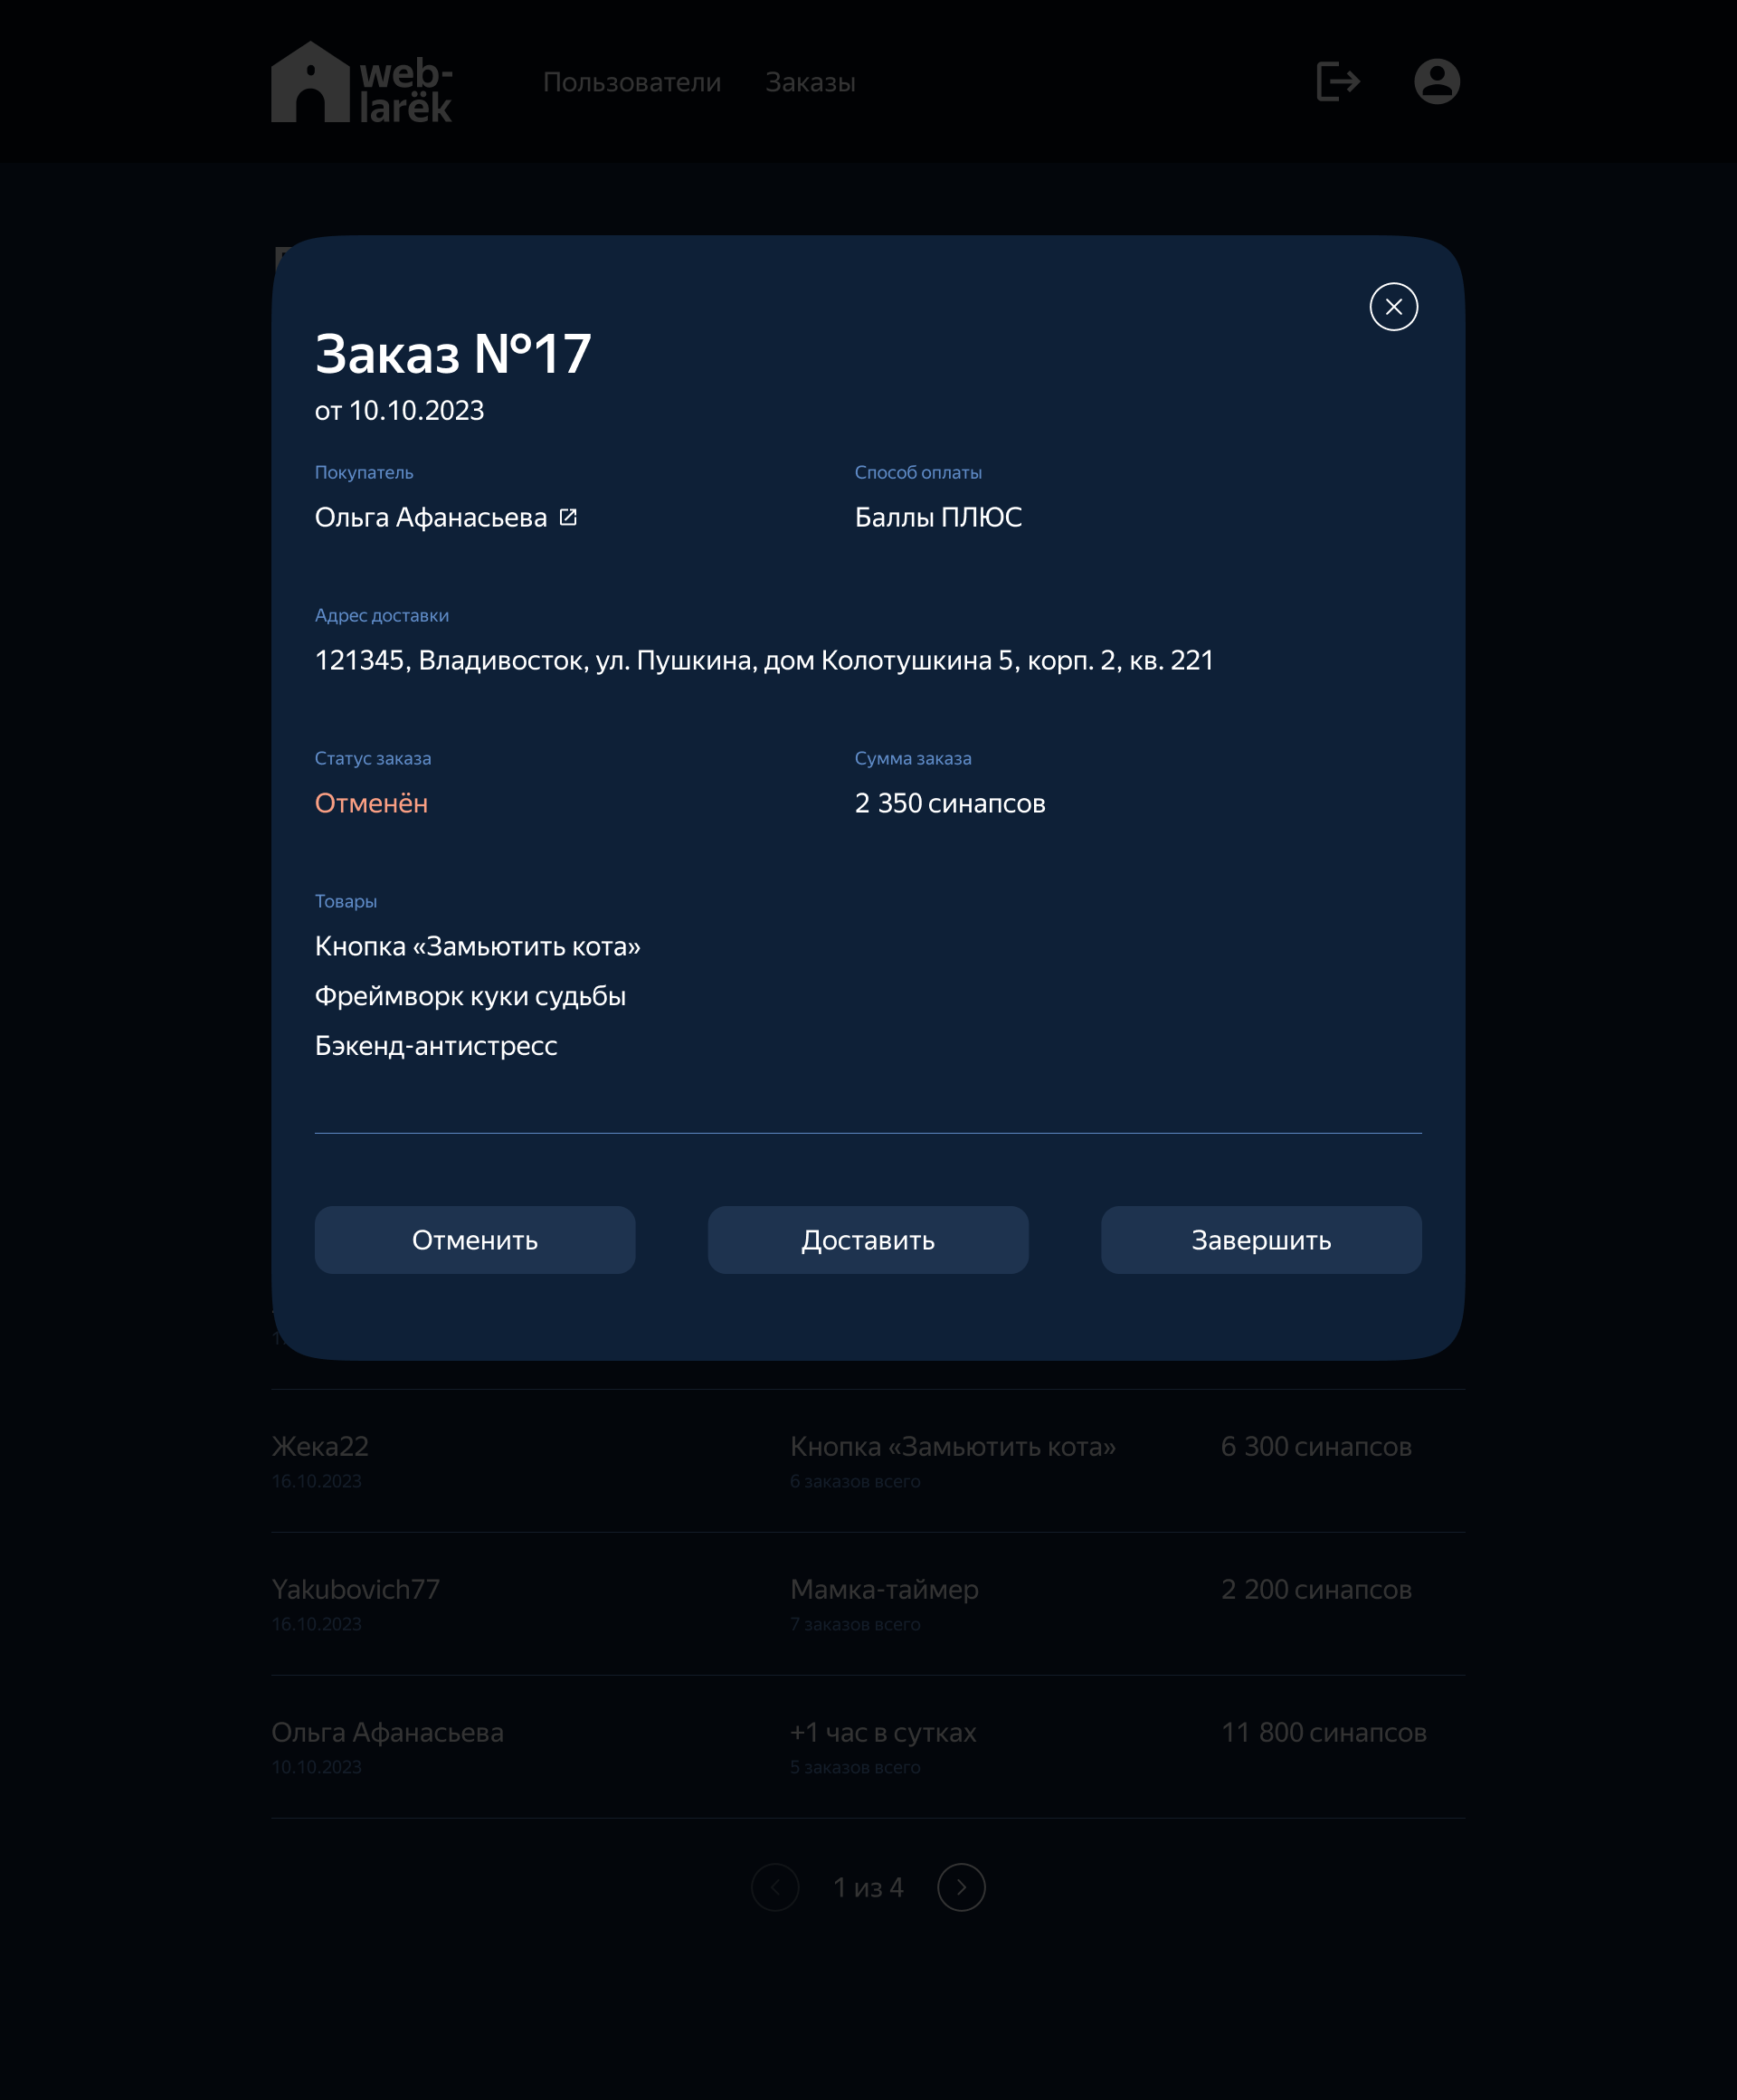 web-
larёk
Пользователи Заказы
Заказ №17
от 10.10.2023
Покупатель Способ оплаты
Ольга Афанасьева Баллы ПЛЮС
Адрес доставки
121345, Владивосток, ул. Пушкина, дом Колотушкина 5, корп. 2, кв. 221
Статус заказа Сумма заказа
Отменён 2 350 синапсов
Товары
Кнопка «Замьютить кота»
Фреймворк куки судьбы
Бэкенд-антистресс
Отменить Доставить Завершить
Жека22 Кнопка «Замьютить кота» 6 300 синапсов
16.10.2023 6 заказов всего
Yakubovich77 Мамка-таймер 2 200 синапсов
16.10.2023 7 заказов всего
Ольга Афанасьева +1 час в сутках 11 800 синапсов
10.10.2023 5 заказов всего
1 из 4